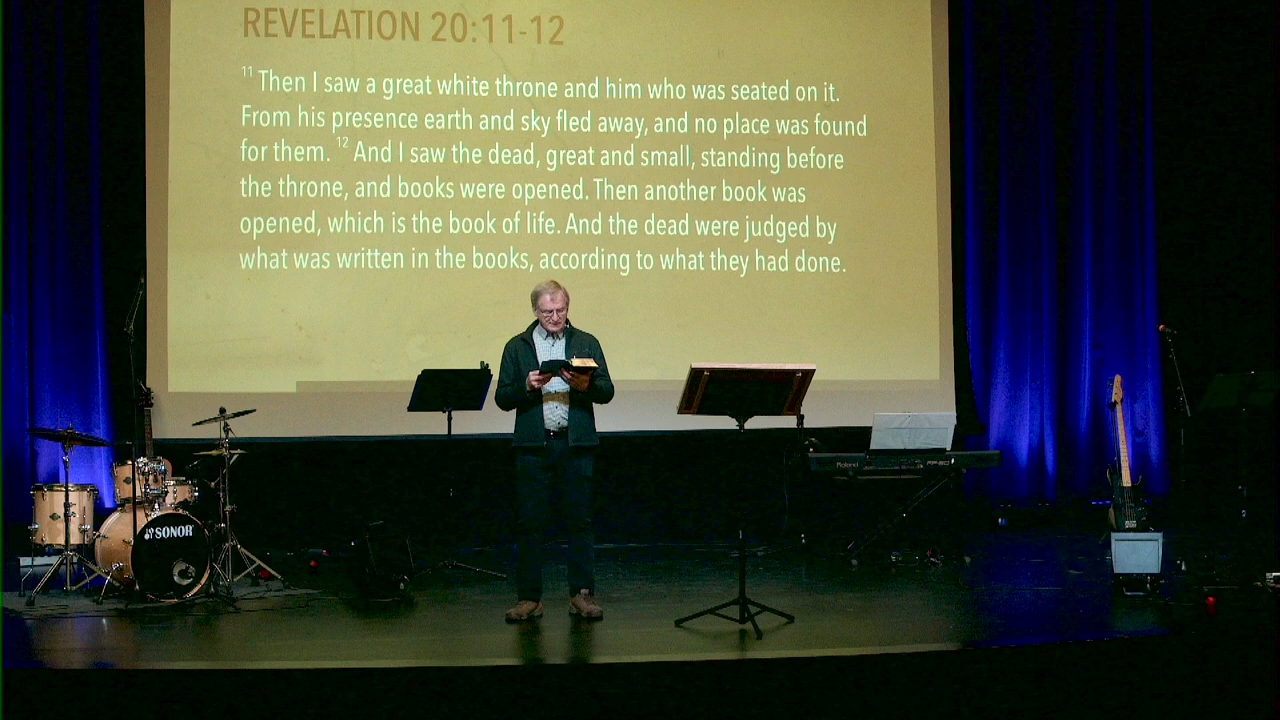 REVELATION 20:11-12
11 Then I saw a great white throne and him who was seated on it.
From his presence earth and sky fled away, and no place was found
for them. 12 And I saw the dead, great and small, standing before
the throne, and books were opened. Then another book was
opened, which is the book of life. And the dead were judged by
what was written in the books, according to what they had done.
SONOR
Roland